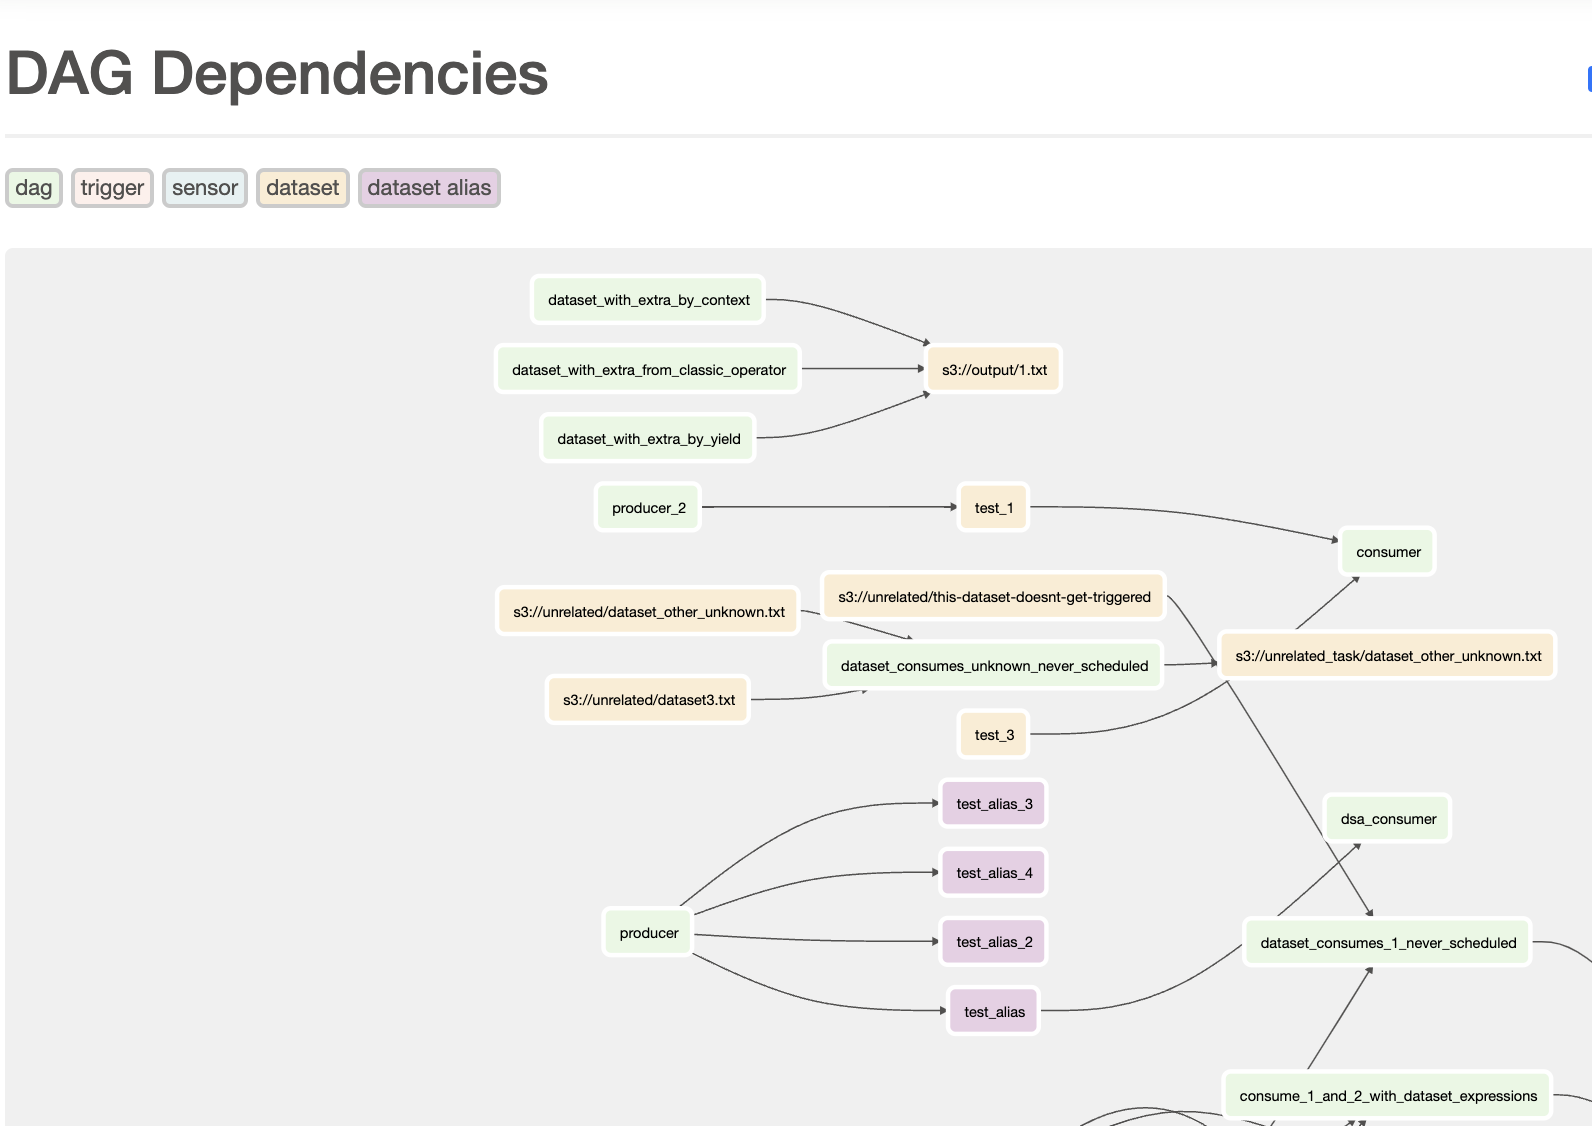 DAG Dependencies
dag trigger sensor dataset dataset alias
dataset_with_extra_by_context
dataset_with_extra_from_classic_operator
s3://output/1.txt
dataset_with_extra_by_yield
producer_2
test_1
consumer
s3://unrelated/this-dataset-doesnt-get-triggered
s3://unrelated/dataset_other_unknown.txt
s3://unrelated_task/dataset_other_unknown.txt
dataset_consumes_unknown_never_scheduled
s3://unrelated/dataset3.txt
test_3
test_alias_3
dsa_consumer
test_alias_4
producer
test_alias_2
dataset_consumes_1_never_scheduled
test_alias
consume_1_and_2_with_dataset_expressions